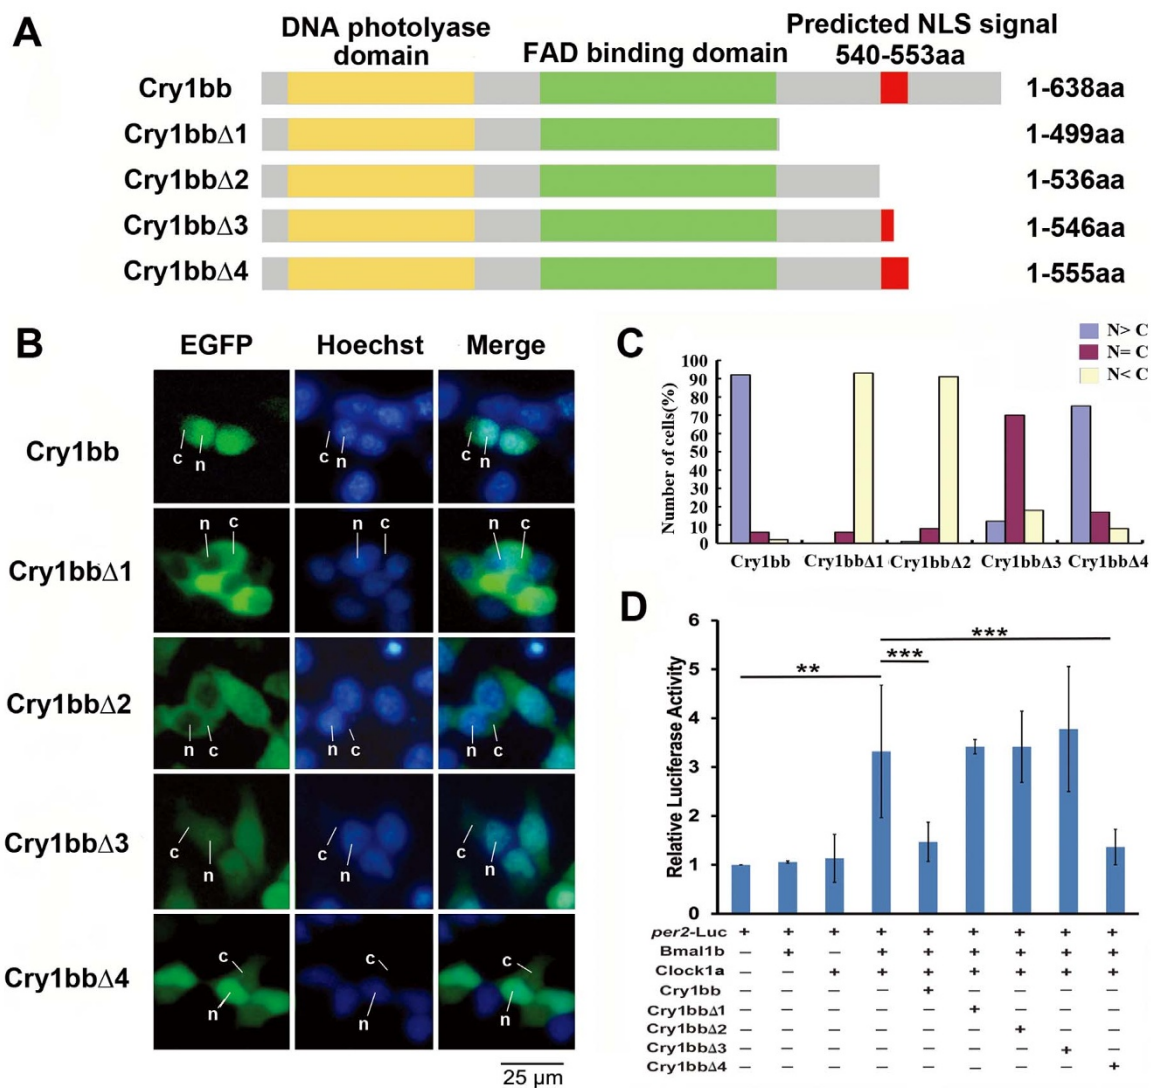 A
DNA photolyase domain
FAD binding domain
Predicted NLS signal
540-553aa
Cry1bb 1-638aa
Cry1bbΔ1 1-499aa
Cry1bbΔ2 1-536aa
Cry1bbΔ3 1-546aa
Cry1bbΔ4 1-555aa
B
EGFP Hoechst Merge
Cry1bb
c n c n c n
Cry1bbΔ1
n c n c n c
Cry1bbΔ2
n c n c n c
Cry1bbΔ3
c n c n c n
Cry1bbΔ4
c n c n c n
25 µm
C
N> C
N= C
N< C
Number of cells(%)
100
90
80
70
60
50
40
30
20
10
0
Cry1bb Cry1bbΔ1 Cry1bbΔ2 Cry1bbΔ3 Cry1bbΔ4
D
Relative Luciferase Activity
6
5
4
3
2
1
0
** *** ***
per2-Luc + + + + + + + + +
Bmal1b — + — + + + + + +
Clock1a — — + + + + + + +
Cry1bb — — — — + — — — —
Cry1bbΔ1 — — — — — + — — —
Cry1bbΔ2 — — — — — — + — —
Cry1bbΔ3 — — — — — — — + —
Cry1bbΔ4 — — — — — — — — +